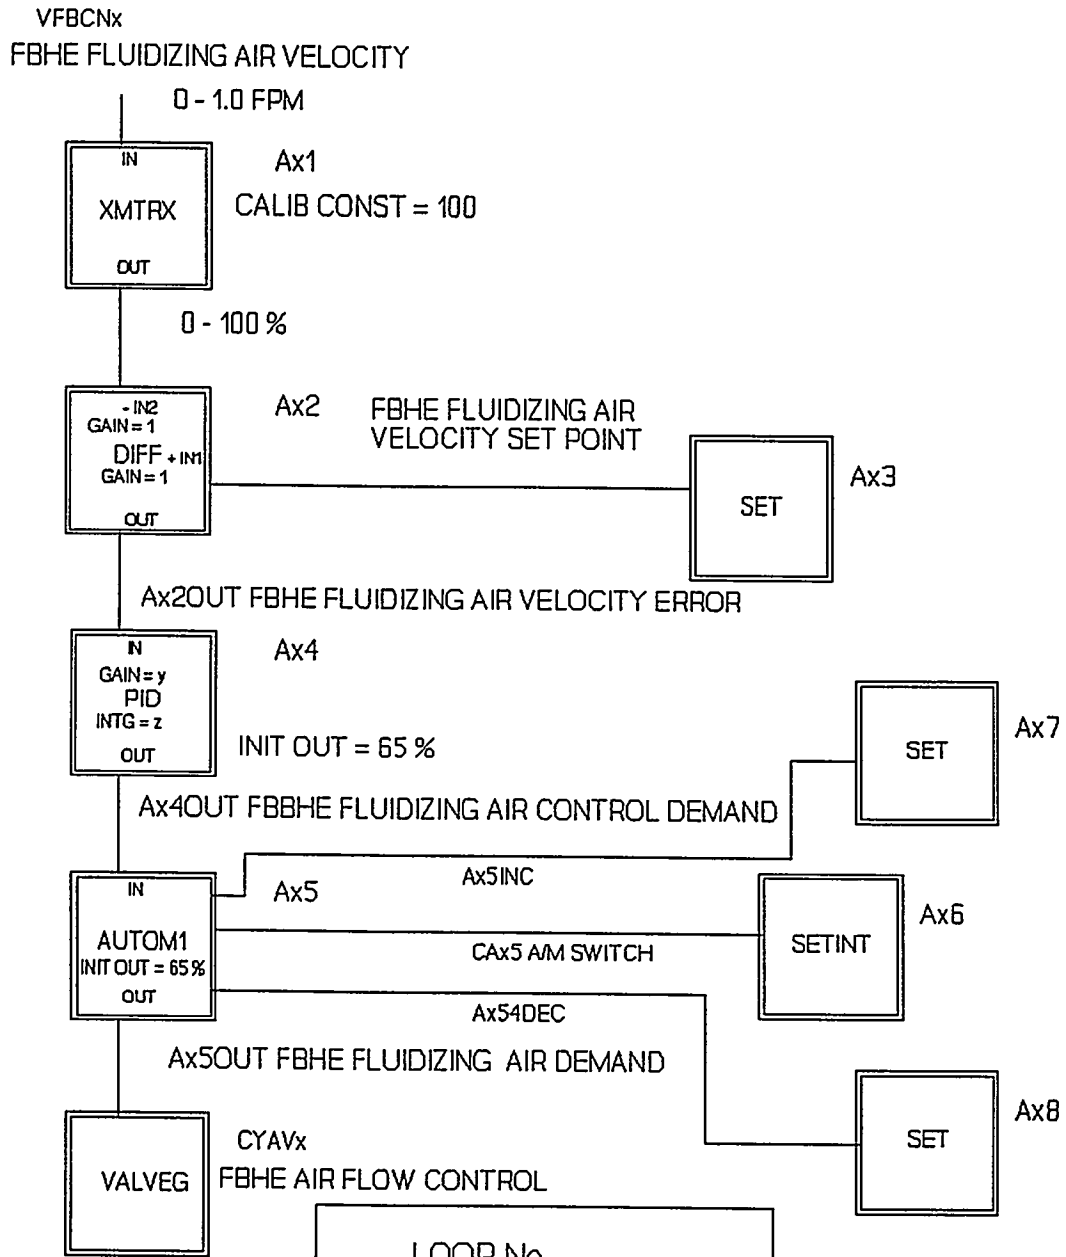 VFBCNx
FBHE FLUIDIZING AIR VELOCITY
0 - 1.0 FPM
IN
XMTRX
OUT
Ax1
CALIB CONST = 100
0 - 100 %
- IN2
GAIN = 1
DIFF + IN1
GAIN = 1
OUT
Ax2
FBHE FLUIDIZING AIR
VELOCITY SET POINT
SET
Ax3
Ax2OUT FBHE FLUIDIZING AIR VELOCITY ERROR
IN
GAIN = y
PID
INTG = z
OUT
Ax4
INIT OUT = 65 %
SET
Ax7
Ax4OUT FBBHE FLUIDIZING AIR CONTROL DEMAND
IN
AUTOM1
INIT OUT = 65 %
OUT
Ax5
Ax5INC
CAx5 A/M SWITCH
SETINT
Ax6
Ax54DEC
Ax5OUT FBHE FLUIDIZING AIR DEMAND
SET
Ax8
VALVEG
CYAVx
FBHE AIR FLOW CONTROL
LOOP No